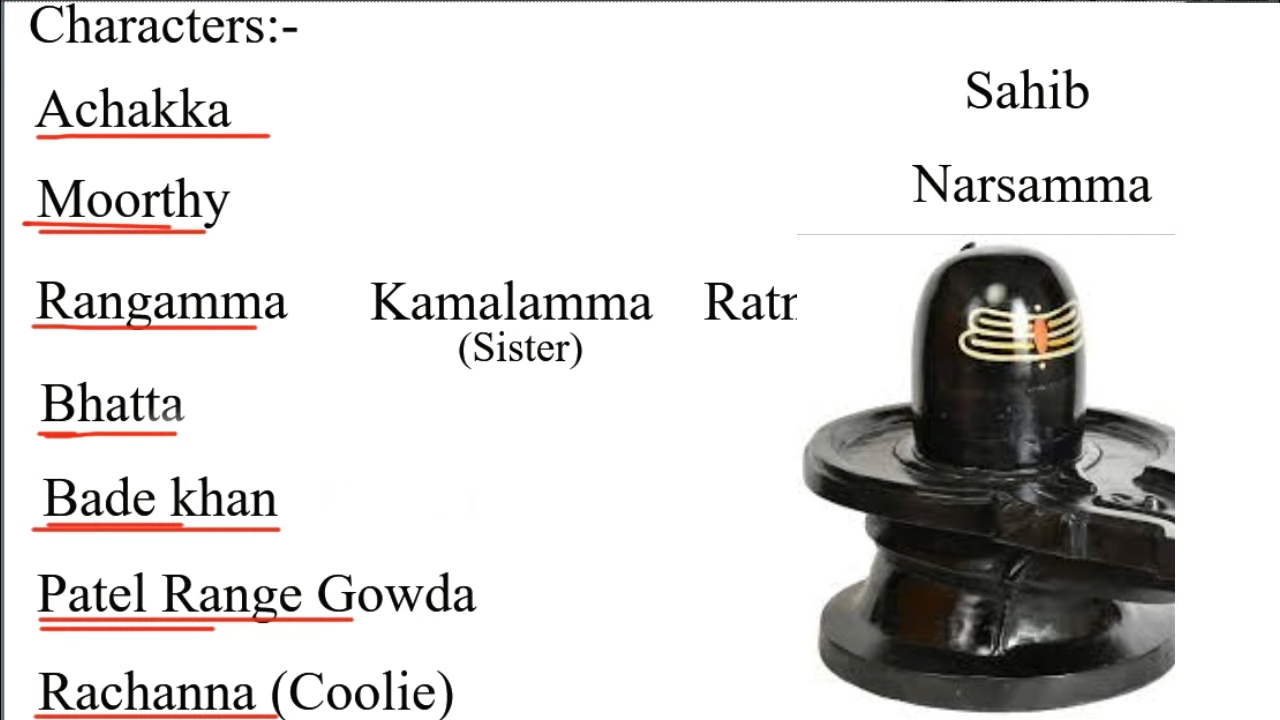 Characters:-
Achakka
Sahib
Moorthy
Narsamma
Rangamma Kamalamma
(Sister)
Bhatta
Bade khan
Patel Range Gowda
Rachanna (Coolie)